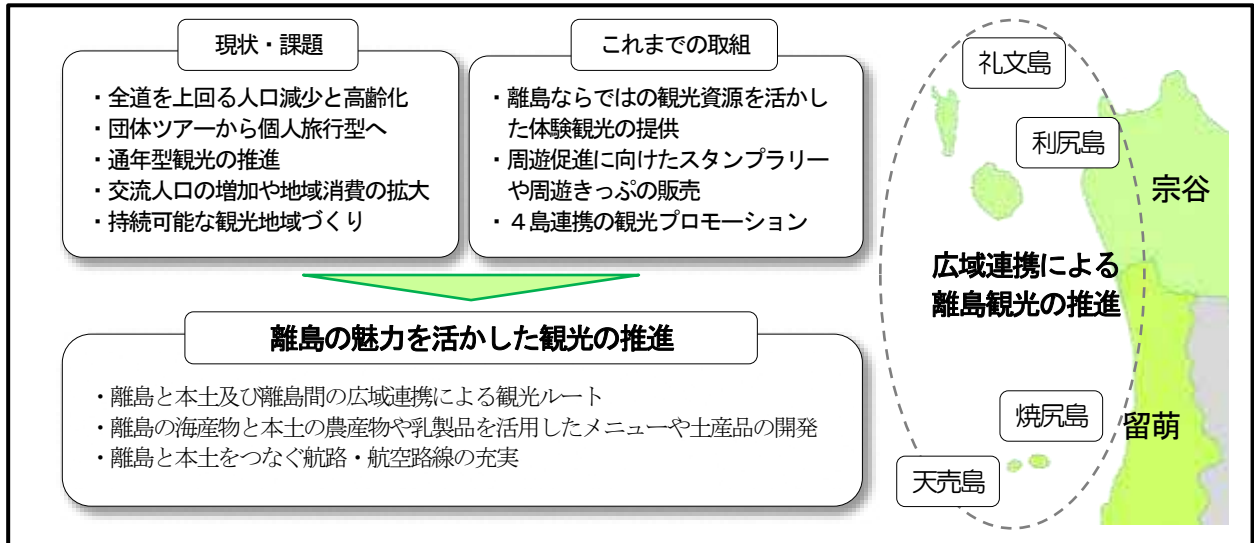 現状・課題
・全道を上回る人口減少と高齢化
・団体ツアーから個人旅行型へ
・通年型観光の推進
・交流人口の増加や地域消費の拡大
・持続可能な観光地域づくり
これまでの取組
・離島ならではの観光資源を活かし
た体験観光の提供
・周遊促進に向けたスタンプラリー
や周遊きっぷの販売
・４島連携の観光プロモーション
離島の魅力を活かした観光の推進
・離島と本土及び離島間の広域連携による観光ルート
・離島の海産物と本土の農産物や乳製品を活用したメニューや土産品の開発
・離島と本土をつなぐ航路・航空路線の充実
礼文島
利尻島
宗谷
広域連携による
離島観光の推進
焼尻島
留萌
天売島